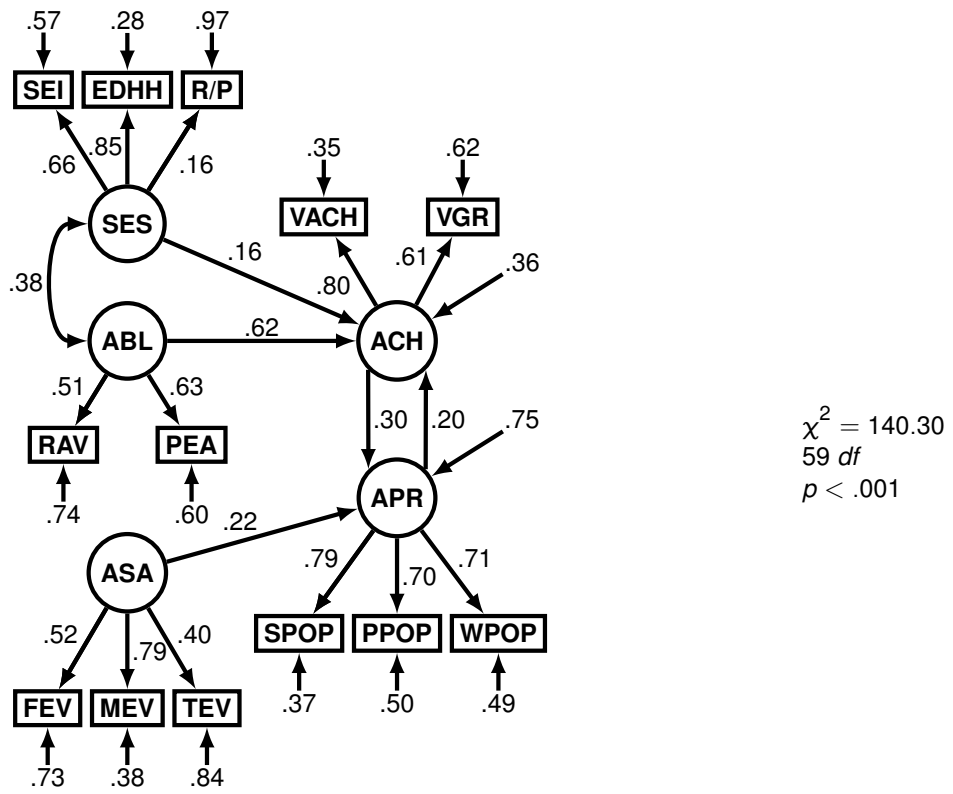 .57 .28 .97
SEI EDHH R/P
.66 .85 .16
.35 .62
VACH VGR
SES
.16 .80 .61 .36
.38
ABL .62 ACH
.51 .63
.30 .20 .75
RAV PEA
.74 .60
APR
.22
ASA
.79 .70 .71
.52 .79 .40
SPOP PPOP WPOP
.37 .50 .49
FEV MEV TEV
.73 .38 .84
χ² = 140.30
59 df
p < .001